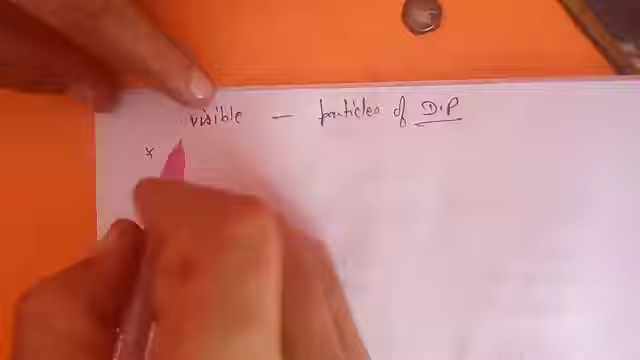 visible — particles of D.P
*